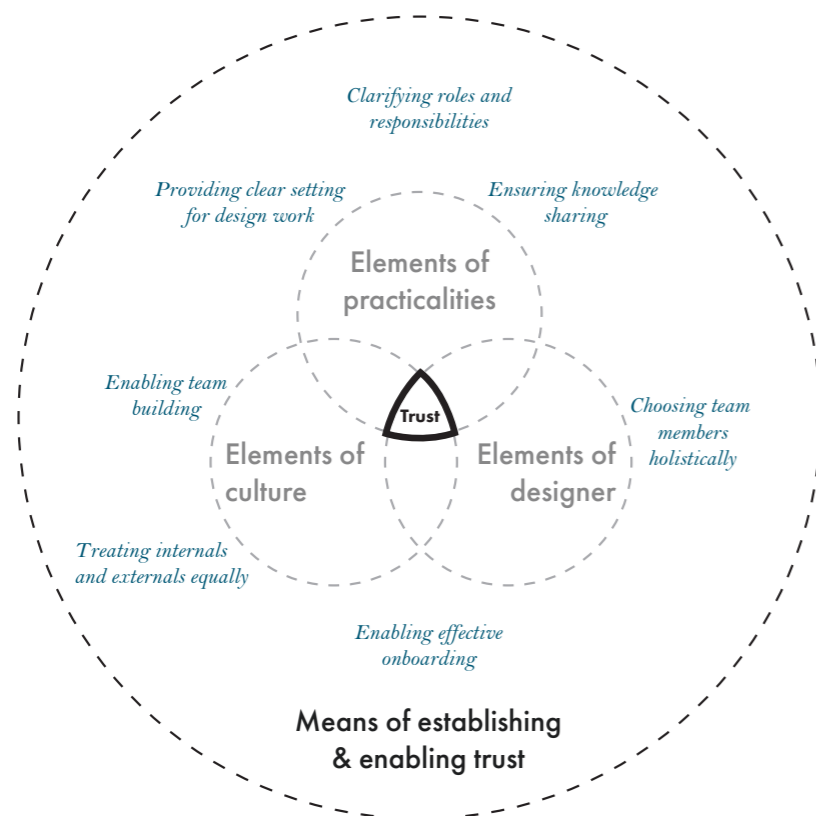 Clarifying roles and
responsibilities
Providing clear setting
for design work
Ensuring knowledge
sharing
Elements of
practicalities
Enabling team
building
Trust
Choosing team
members
holistically
Elements of
culture
Elements of
designer
Treating internals
and externals equally
Enabling effective
onboarding
Means of establishing
& enabling trust